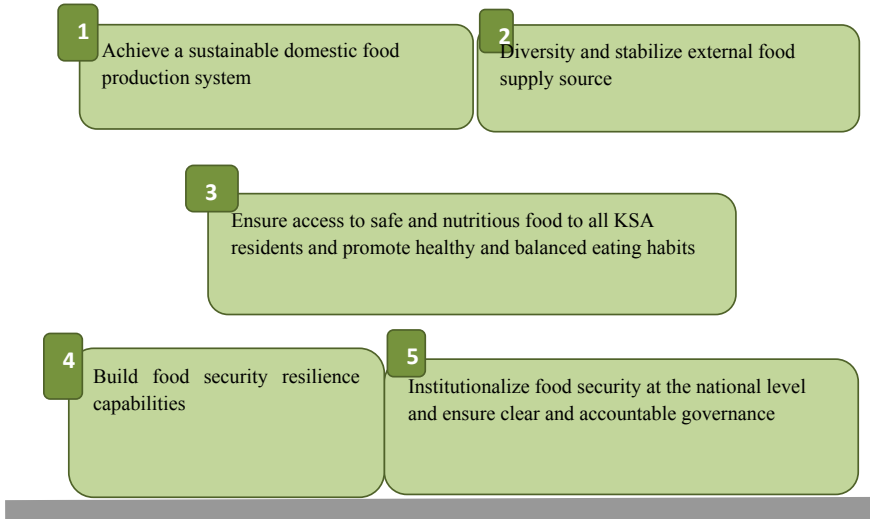 1
Achieve a sustainable domestic food
production system
2
Diversity and stabilize external food
supply source
3
Ensure access to safe and nutritious food to all KSA
residents and promote healthy and balanced eating habits
4
Build food security resilience
capabilities
5
Institutionalize food security at the national level
and ensure clear and accountable governance